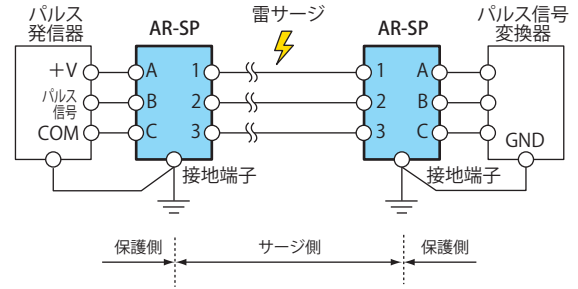 パルス
発信器
AR-SP
雷サージ
AR-SP
パルス信号
変換器
＋V
A
1
1
A
パルス
信号
B
2
2
B
COM
C
3
3
C
GND
接地端子
接地端子
保護側
サージ側
保護側